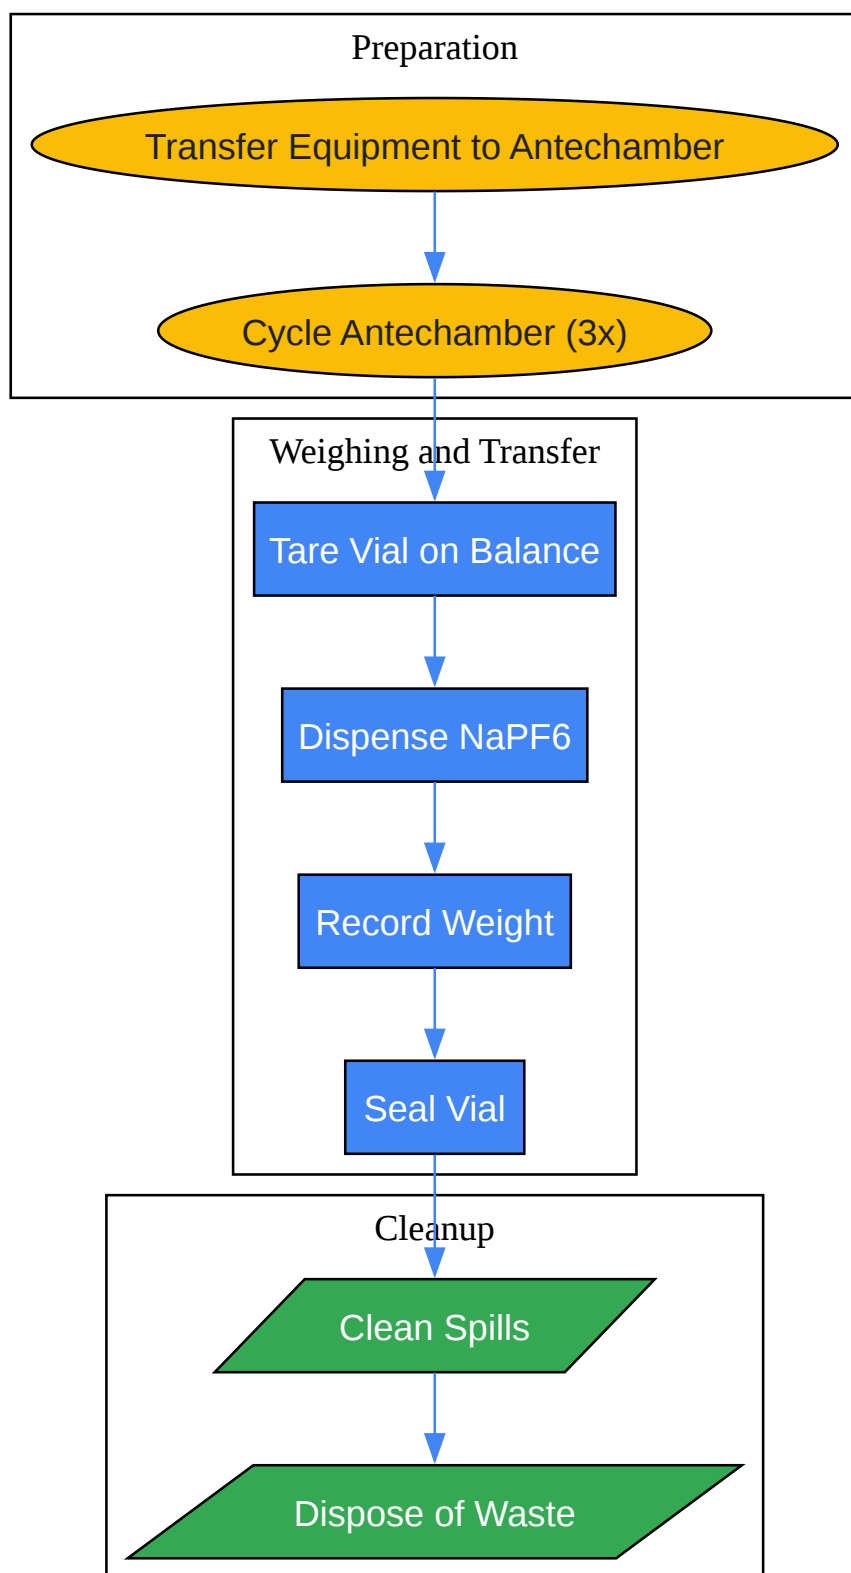 Preparation
Transfer Equipment to Antechamber
Cycle Antechamber (3x)
Weighing and Transfer
Tare Vial on Balance
Dispense NaPF6
Record Weight
Seal Vial
Cleanup
Clean Spills
Dispose of Waste